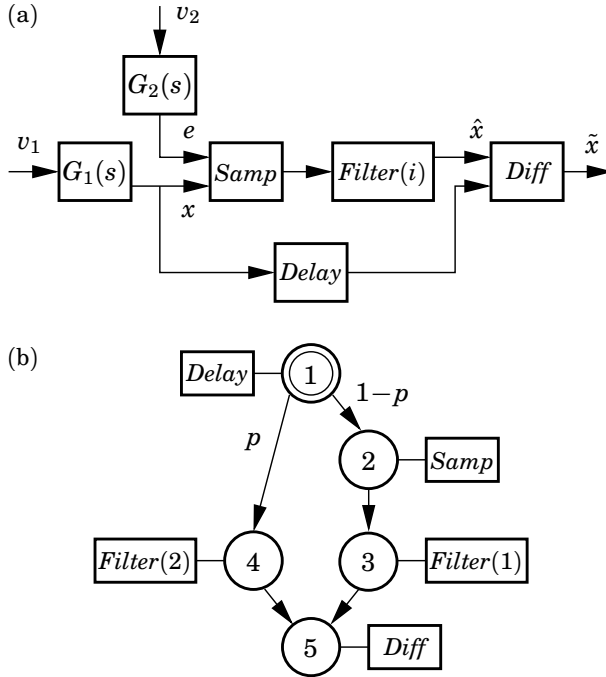 (a)
v₂
G₂(s)
e
x̂
x̃
v₁
G₁(s)
Samp
Filter(i)
Diff
x
Delay
(b)
Delay
1
1−p
p
2
Samp
Filter(2)
4
3
Filter(1)
5
Diff